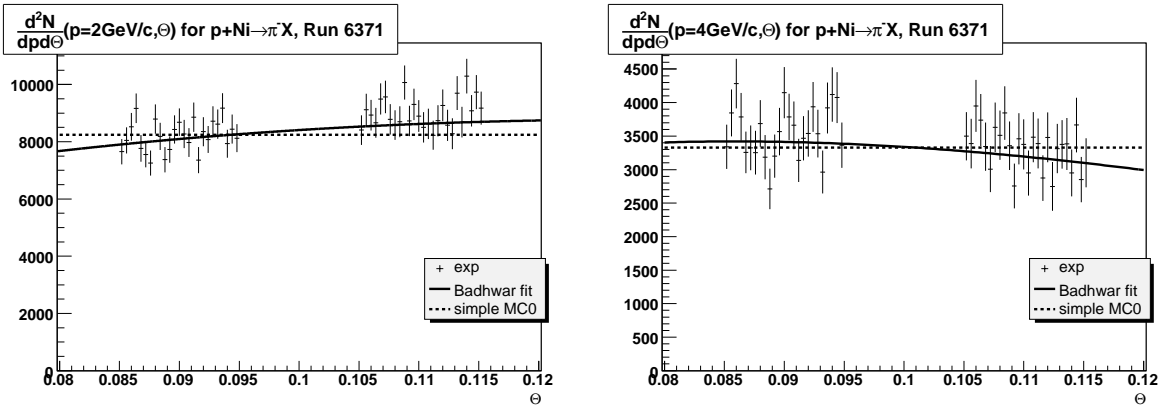 d²N
dpdΘ (p=2GeV/c,Θ) for p+Ni→π⁻X, Run 6371
10000
8000
6000
4000
2000
0
exp
Badhwar fit
simple MC0
0.08 0.085 0.09 0.095 0.1 0.105 0.11 0.115 0.12
Θ
d²N
dpdΘ (p=4GeV/c,Θ) for p+Ni→π⁻X, Run 6371
4500
4000
3500
3000
2500
2000
1500
1000
500
0
exp
Badhwar fit
simple MC0
0.08 0.085 0.09 0.095 0.1 0.105 0.11 0.115 0.12
Θ